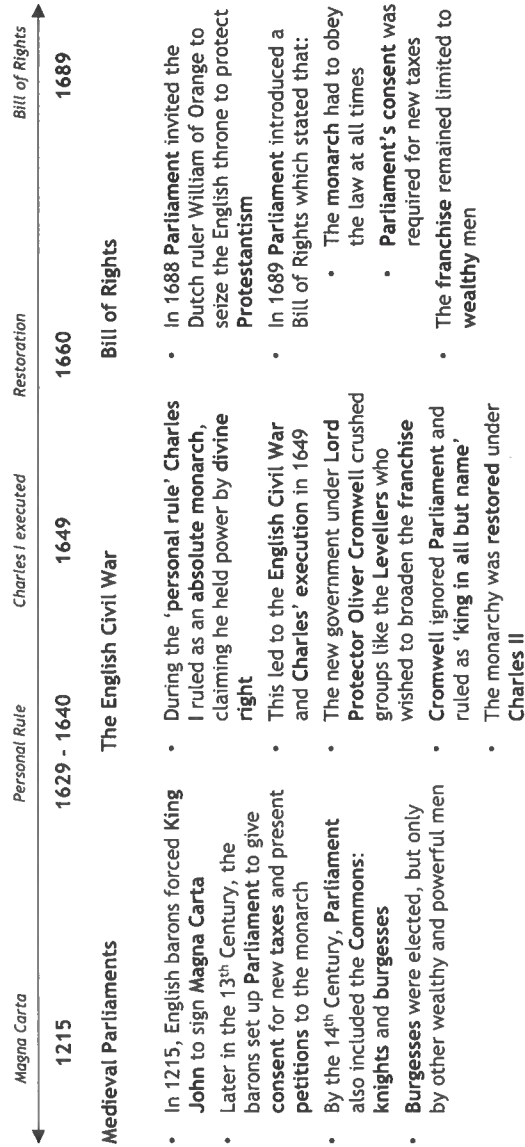 Magna Carta Personal Rule Charles I executed Restoration Bill of Rights
1215 1629 - 1640 1649 1660 1689
Medieval Parliaments
• In 1215, English barons forced King
John to sign Magna Carta
• Later in the 13th Century, the
barons set up Parliament to give
consent for new taxes and present
petitions to the monarch
• By the 14th Century, Parliament
also included the Commons:
knights and burgesses
• Burgesses were elected, but only
by other wealthy and powerful men
The English Civil War
• During the 'personal rule' Charles
I ruled as an absolute monarch,
claiming he held power by divine
right
• This led to the English Civil War
and Charles' execution in 1649
• The new government under Lord
Protector Oliver Cromwell crushed
groups like the Levellers who
wished to broaden the franchise
• Cromwell ignored Parliament and
ruled as 'king in all but name'
• The monarchy was restored under
Charles II
Bill of Rights
• In 1688 Parliament invited the
Dutch ruler William of Orange to
seize the English throne to protect
Protestantism
• In 1689 Parliament introduced a
Bill of Rights which stated that:
• The monarch had to obey
the law at all times
• Parliament's consent was
required for new taxes
• The franchise remained limited to
wealthy men